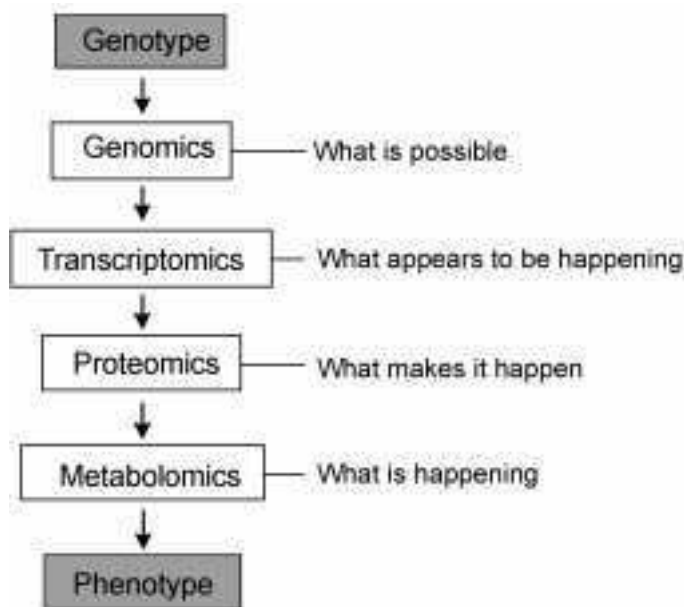 Genotype
Genomics
What is possible
Transcriptomics
What appears to be happening
Proteomics
What makes it happen
Metabolomics
What is happening
Phenotype